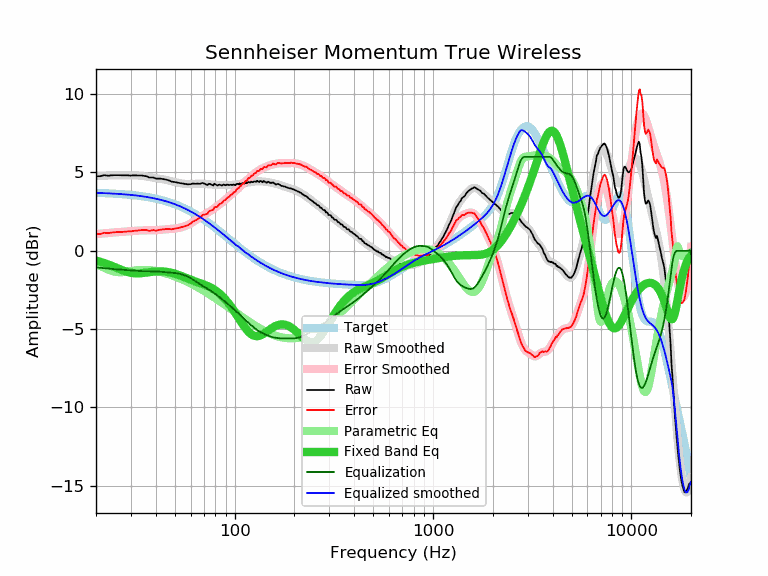 Sennheiser Momentum True Wireless
Amplitude (dBr)
10
5
0
−5
−10
−15
Target
Raw Smoothed
Error Smoothed
Raw
Error
Parametric Eq
Fixed Band Eq
Equalization
Equalized smoothed
100
1000
10000
Frequency (Hz)